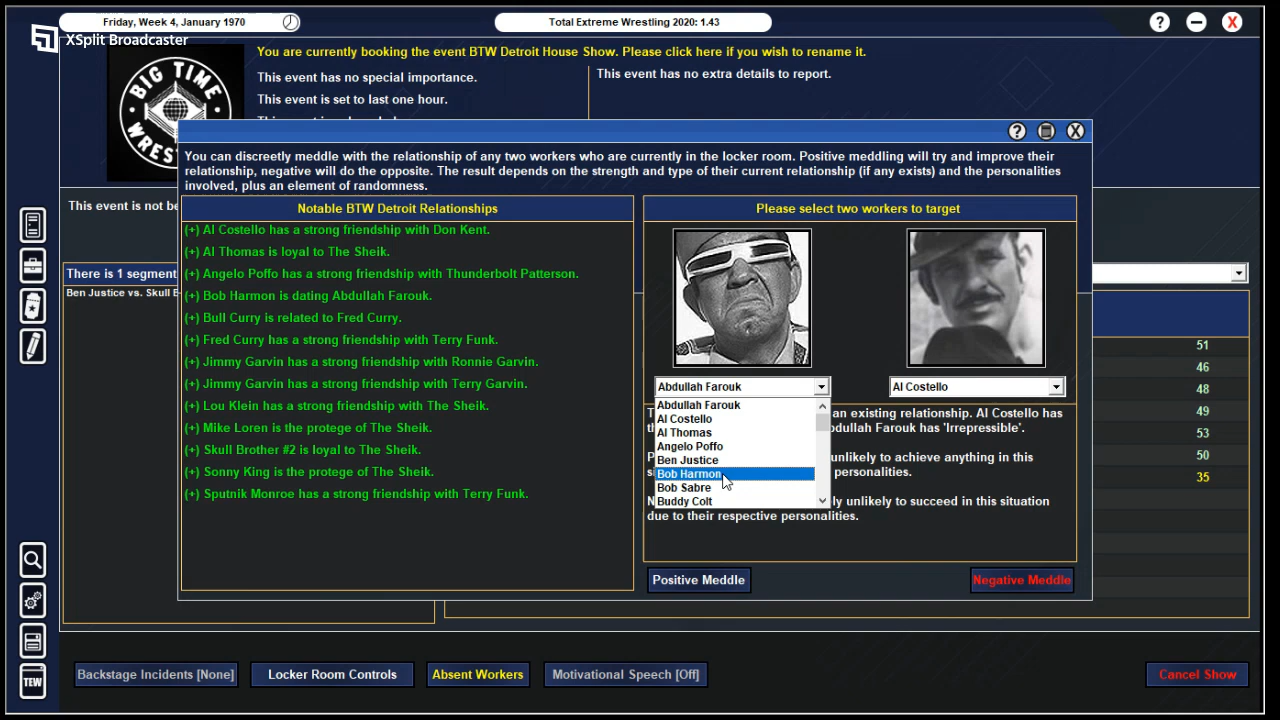 Friday, Week 4, January 1970
Total Extreme Wrestling 2020: 1.43
?
X
XSplit Broadcaster
BIG TIME
WRES
You are currently booking the event BTW Detroit House Show. Please click here if you wish to rename it.
This event has no special importance.
This event has no extra details to report.
This event is set to last one hour.
? X
You can discreetly meddle with the relationship of any two workers who are currently in the locker room. Positive meddling will try and improve their
relationship, negative will do the opposite. The result depends on the strength and type of their current relationship (if any exists) and the personalities
involved, plus an element of randomness.
This event is not be
Notable BTW Detroit Relationships
Please select two workers to target
(+) Al Costello has a strong friendship with Don Kent.
(+) Al Thomas is loyal to The Sheik.
(+) Angelo Poffo has a strong friendship with Thunderbolt Patterson.
(+) Bob Harmon is dating Abdullah Farouk.
(+) Bull Curry is related to Fred Curry.
(+) Fred Curry has a strong friendship with Terry Funk.
(+) Jimmy Garvin has a strong friendship with Ronnie Garvin.
(+) Jimmy Garvin has a strong friendship with Terry Garvin.
(+) Lou Klein has a strong friendship with The Sheik.
(+) Mike Loren is the protege of The Sheik.
(+) Skull Brother #2 is loyal to The Sheik.
(+) Sonny King is the protege of The Sheik.
(+) Sputnik Monroe has a strong friendship with Terry Funk.
There is 1 segment
Ben Justice vs. Skull B
Abdullah Farouk
Al Costello
Abdullah Farouk
Al Costello
Al Thomas
Angelo Poffo
Ben Justice
Bob Harmon
Bob Sabre
Buddy Colt
an existing relationship. Al Costello has
bdullah Farouk has 'Irrepressible'.
unlikely to achieve anything in this
personalities.
ly unlikely to succeed in this situation
due to their respective personalities.
Positive Meddle
Negative Meddle
51
46
48
49
53
50
35
TEW
Backstage Incidents [None]
Locker Room Controls
Absent Workers
Motivational Speech [Off]
Cancel Show